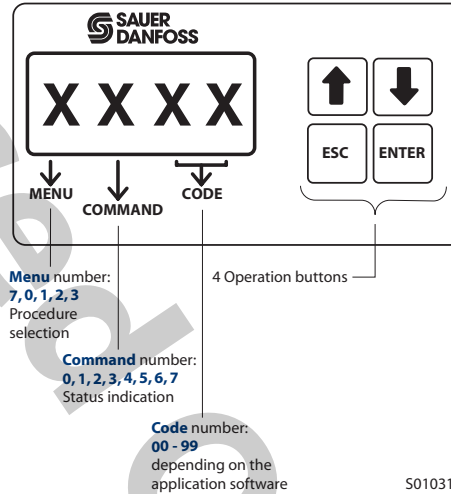 SAUER
DANFOSS
X X X X
MENU
COMMAND
CODE
ESC
ENTER
Menu number:
7, 0, 1, 2, 3
Procedure
selection
4 Operation buttons
Command number:
0, 1, 2, 3, 4, 5, 6, 7
Status indication
Code number:
00 - 99
depending on the
application software
S01031